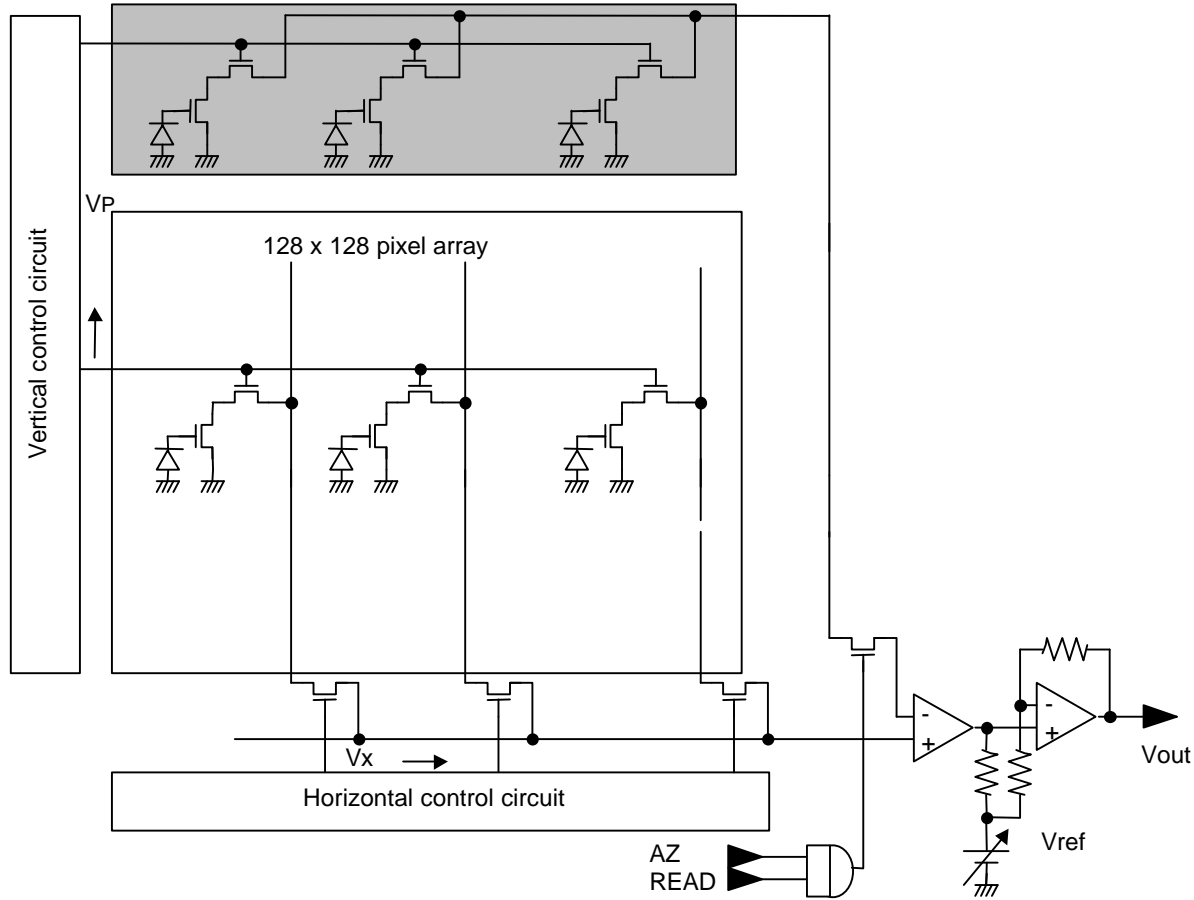 Vertical control circuit
VP
128 x 128 pixel array
Vx
Horizontal control circuit
-
+
-
+
Vout
Vref
AZ
READ